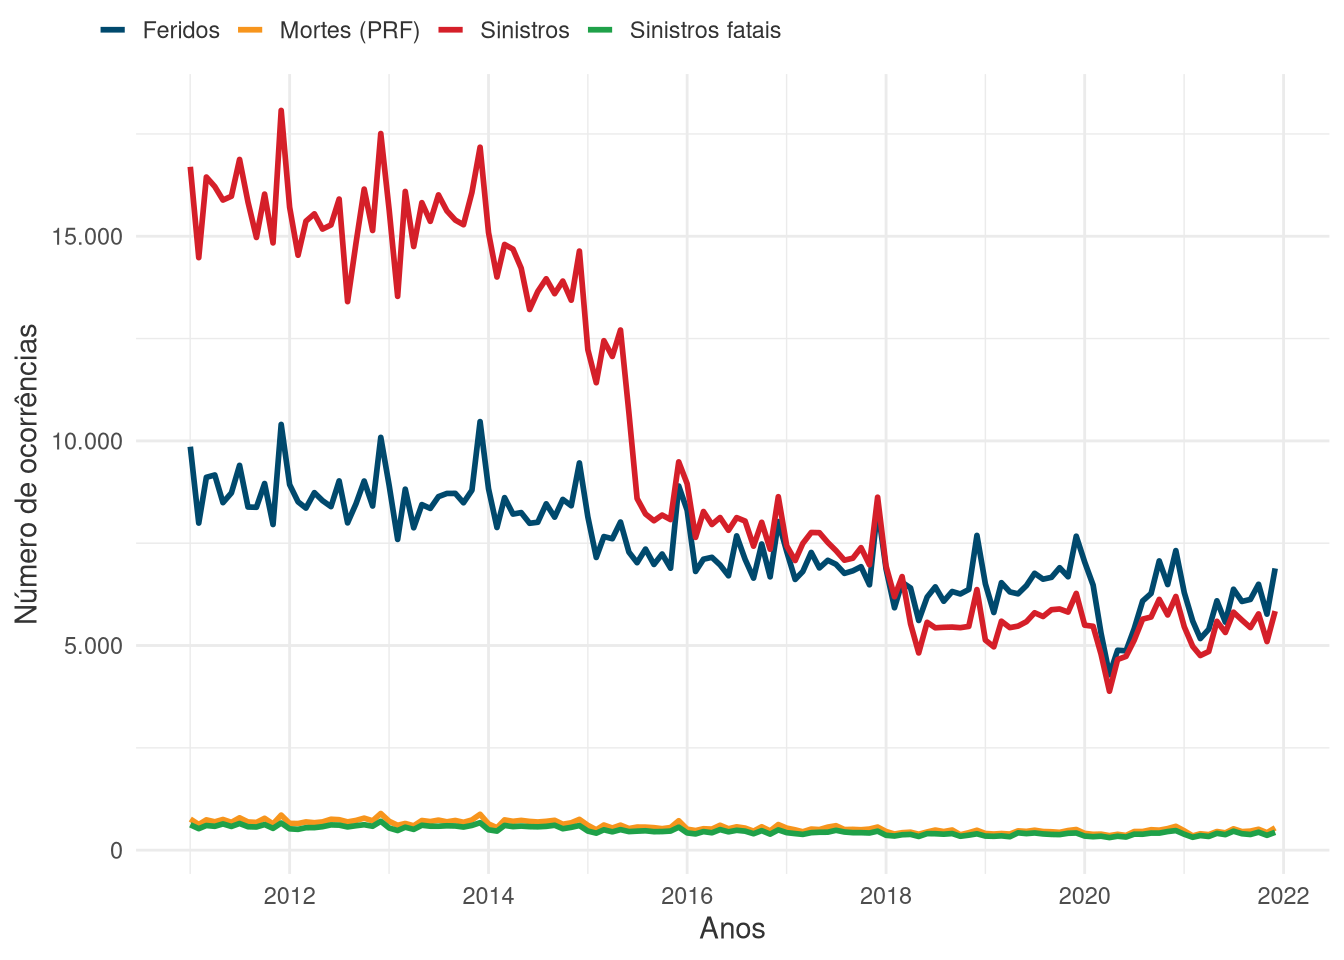 Feridos Mortes (PRF) Sinistros Sinistros fatais
Número de ocorrências
15.000
10.000
5.000
0
2012 2014 2016 2018 2020 2022
Anos